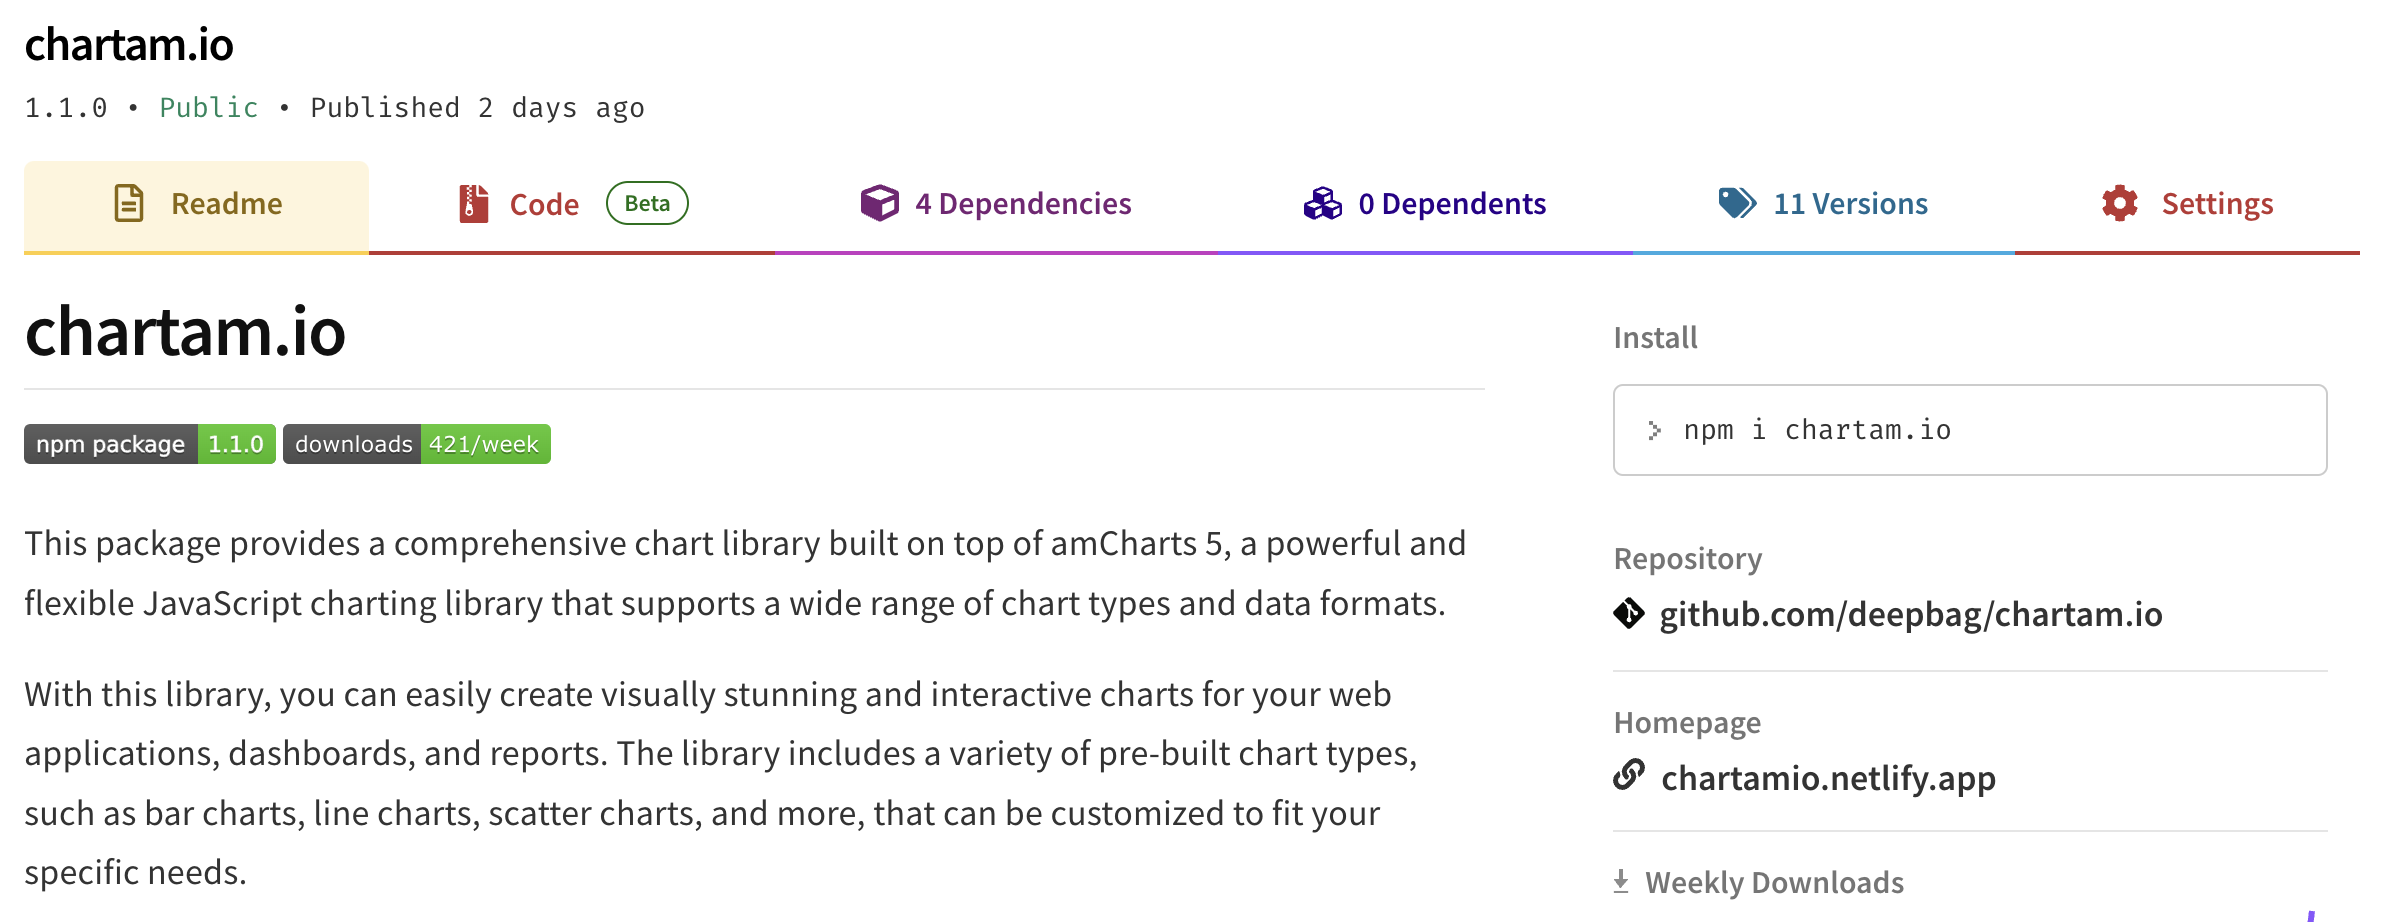 chartam.io
1.1.0 • Public • Published 2 days ago
Readme
Code Beta
4 Dependencies
0 Dependents
11 Versions
Settings
chartam.io
npm package 1.1.0 downloads 421/week
This package provides a comprehensive chart library built on top of amCharts 5, a powerful and
flexible JavaScript charting library that supports a wide range of chart types and data formats.
With this library, you can easily create visually stunning and interactive charts for your web
applications, dashboards, and reports. The library includes a variety of pre-built chart types,
such as bar charts, line charts, scatter charts, and more, that can be customized to fit your
specific needs.
Install
> npm i chartam.io
Repository
github.com/deepbag/chartam.io
Homepage
chartamio.netlify.app
Weekly Downloads